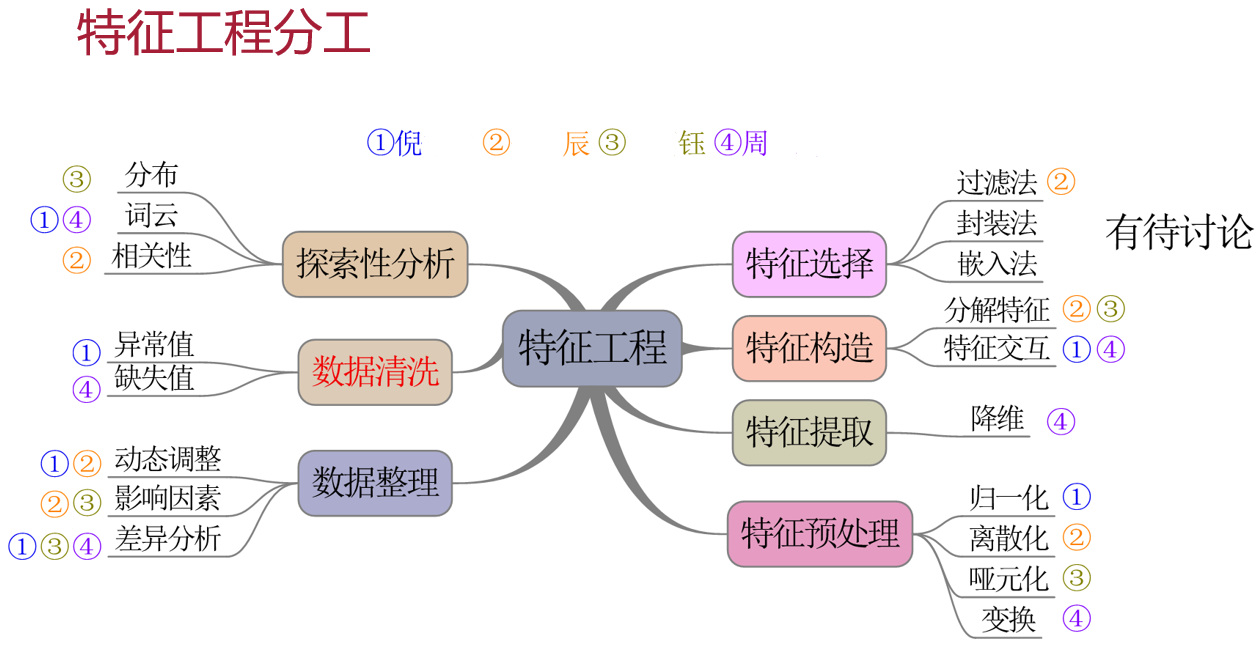 特征工程分工
①倪 ② 辰 ③ 钰 ④周
③ 分布
①④ 词云
② 相关性
探索性分析
① 异常值
④ 缺失值
数据清洗
①② 动态调整
②③ 影响因素
①③④ 差异分析
数据整理
特征工程
特征选择
过滤法 ②
封装法
嵌入法
有待讨论
特征构造
分解特征 ②③
特征交互 ①④
特征提取
降维 ④
特征预处理
归一化 ①
离散化 ②
哑元化 ③
变换 ④